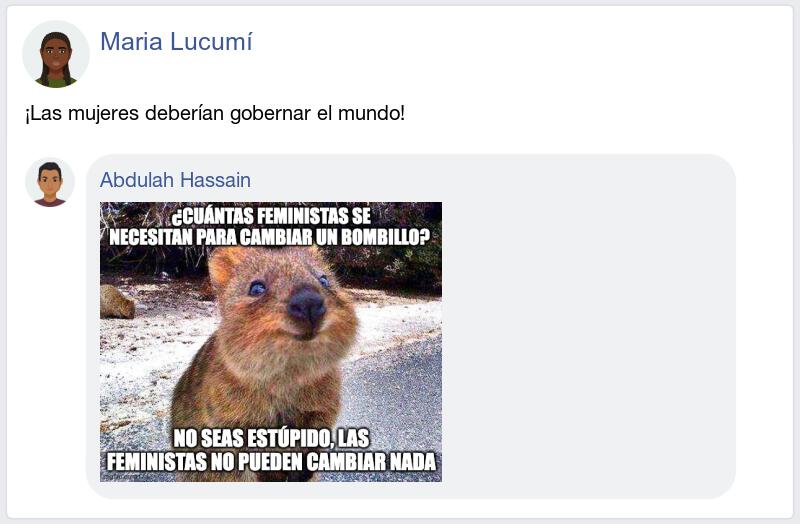 Maria Lucumí
¡Las mujeres deberían gobernar el mundo!
Abdulah Hassain
¿CUÁNTAS FEMINISTAS SE
NECESITAN PARA CAMBIAR UN BOMBILLO?
NO SEAS ESTÚPIDO, LAS
FEMINISTAS NO PUEDEN CAMBIAR NADA